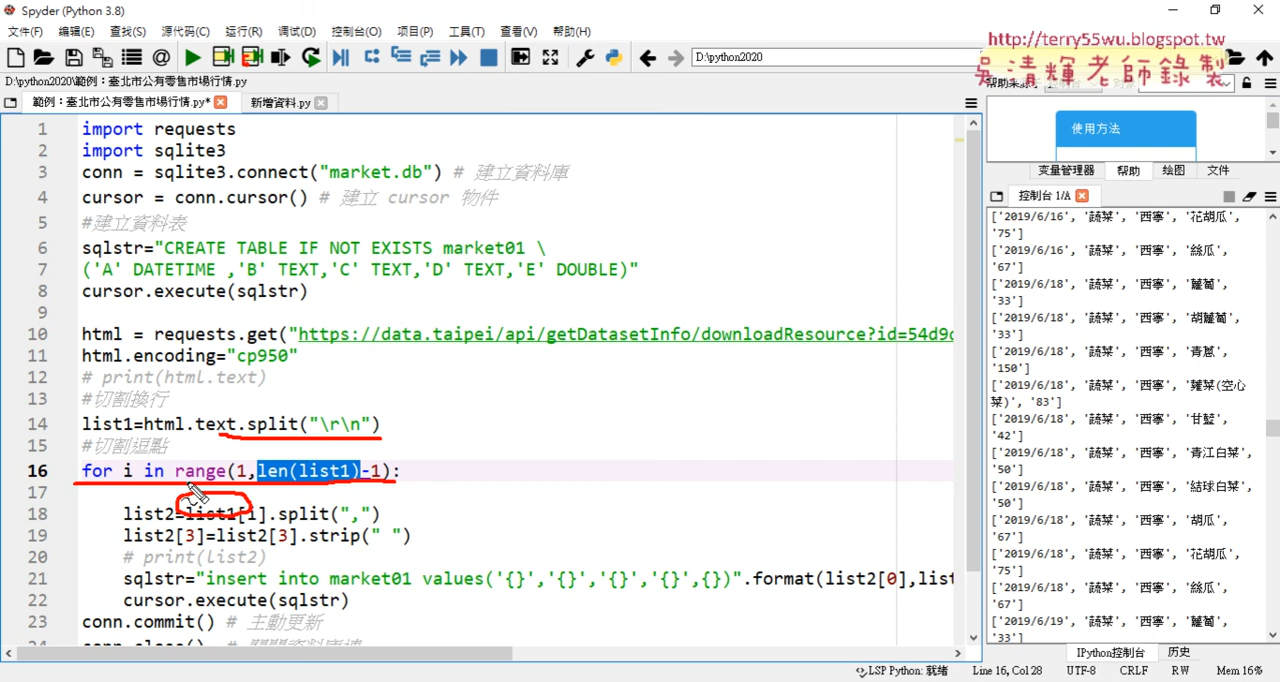 Spyder (Python 3.8)
文件(F) 编辑(E) 查找(S) 源代码(C) 运行(R) 调试(D) 控制台(O) 项目(P) 工具(T) 查看(V) 帮助(H)
http://terry55wu.blogspot.tw
D:\python2020
吳清輝老師錄製
D:\python2020\範例：臺北市公有零售市場行情.py
範例：臺北市公有零售市場行情.py*
新增資料.py
使用方法
变量管理器 帮助 绘图 文件
控制台 1/A
1 import requests
2 import sqlite3
3 conn = sqlite3.connect("market.db") # 建立資料庫
4 cursor = conn.cursor() # 建立 cursor 物件
5 #建立資料表
6 sqlstr="CREATE TABLE IF NOT EXISTS market01 \
7 ('A' DATETIME ,'B' TEXT,'C' TEXT,'D' TEXT,'E' DOUBLE)"
8 cursor.execute(sqlstr)
9
10 html = requests.get("https://data.taipei/api/getDatasetInfo/downloadResource?id=54d9c
11 html.encoding="cp950"
12 # print(html.text)
13 #切割換行
14 list1=html.text.split("\r\n")
15 #切割逗點
16 for i in range(1,len(list1)-1):
17
18 list2=list1[i].split(",")
19 list2[3]=list2[3].strip(" ")
20 # print(list2)
21 sqlstr="insert into market01 values('{}','{}','{}','{}',{})".format(list2[0],list
22 cursor.execute(sqlstr)
23 conn.commit() # 主動更新
['2019/6/16', '蔬菜', '西寧', '花胡瓜',
'75']
['2019/6/16', '蔬菜', '西寧', '絲瓜',
'67']
['2019/6/18', '蔬菜', '西寧', '蘿蔔',
'33']
['2019/6/18', '蔬菜', '西寧', '胡蘿蔔',
'33']
['2019/6/18', '蔬菜', '西寧', '青蔥',
'150']
['2019/6/18', '蔬菜', '西寧', '蕹菜(空心
菜)', '83']
['2019/6/18', '蔬菜', '西寧', '甘藍',
'42']
['2019/6/18', '蔬菜', '西寧', '青江白菜',
'50']
['2019/6/18', '蔬菜', '西寧', '結球白菜',
'50']
['2019/6/18', '蔬菜', '西寧', '胡瓜',
'67']
['2019/6/18', '蔬菜', '西寧', '花胡瓜',
'75']
['2019/6/18', '蔬菜', '西寧', '絲瓜',
'67']
['2019/6/19', '蔬菜', '西寧', '蘿蔔',
'33']
IPython控制台 历史
LSP Python: 就绪 Line 16, Col 28 UTF-8 CRLF RW Mem 16%